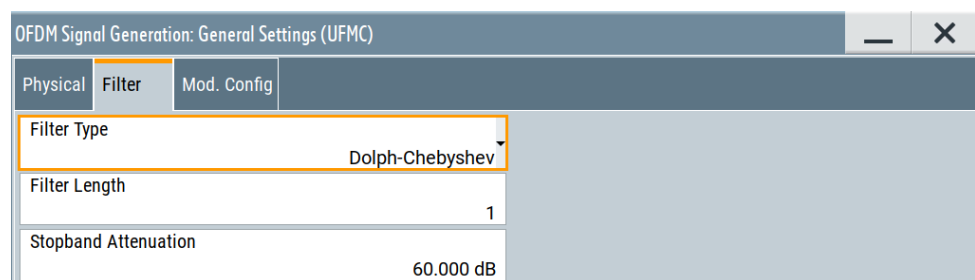 OFDM Signal Generation: General Settings (UFMC)
Physical Filter Mod. Config
Filter Type
Dolph-Chebyshev
Filter Length
1
Stopband Attenuation
60.000 dB